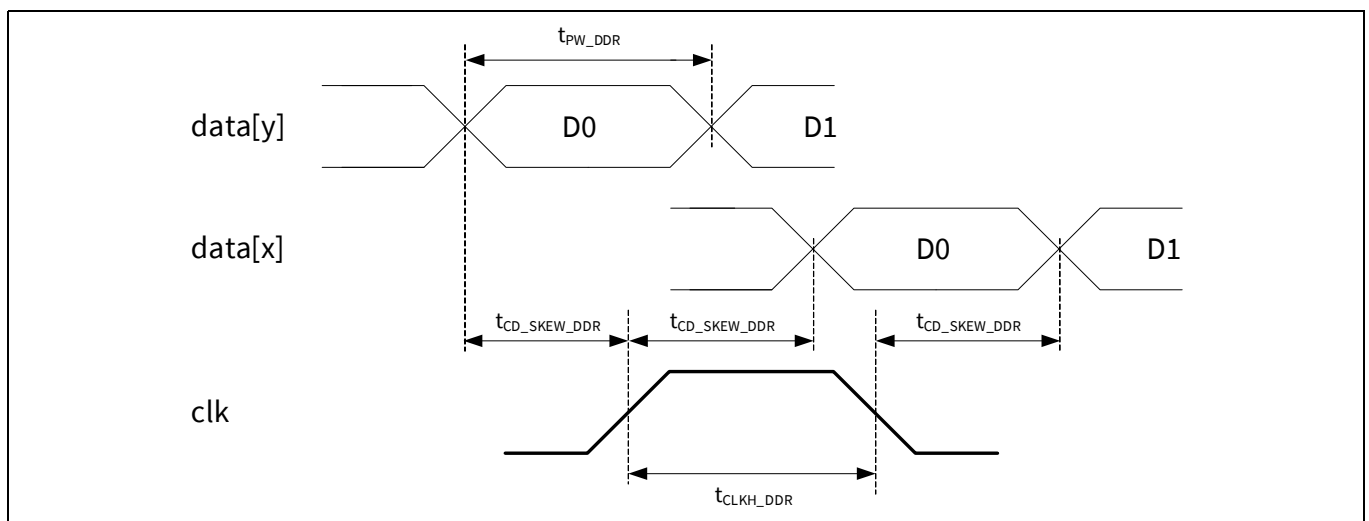 tPW_DDR
data[y] D0 D1
data[x] D0 D1
tCD_SKEW_DDR tCD_SKEW_DDR tCD_SKEW_DDR
clk
tCLKH_DDR